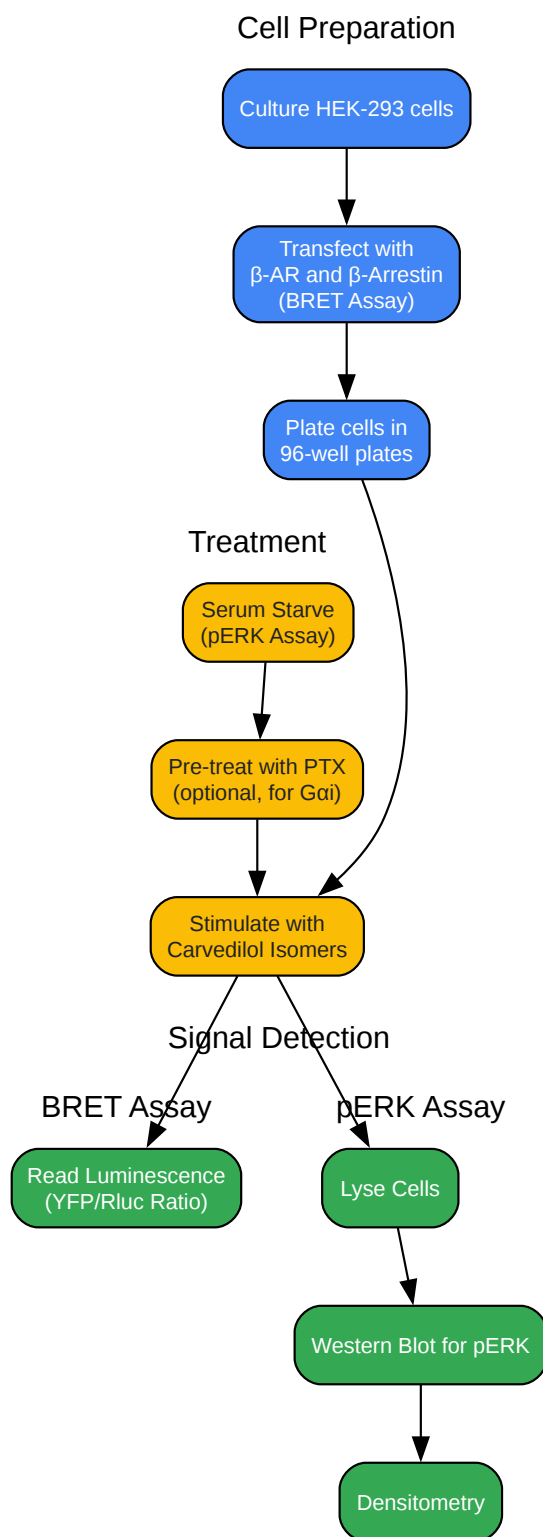 Cell Preparation
Culture HEK-293 cells
Transfect with
β-AR and β-Arrestin
(BRET Assay)
Plate cells in
96-well plates
Treatment
Serum Starve
(pERK Assay)
Pre-treat with PTX
(optional, for Gαi)
Stimulate with
Carvedilol Isomers
Signal Detection
BRET Assay
pERK Assay
Read Luminescence
(YFP/Rluc Ratio)
Lyse Cells
Western Blot for pERK
Densitometry